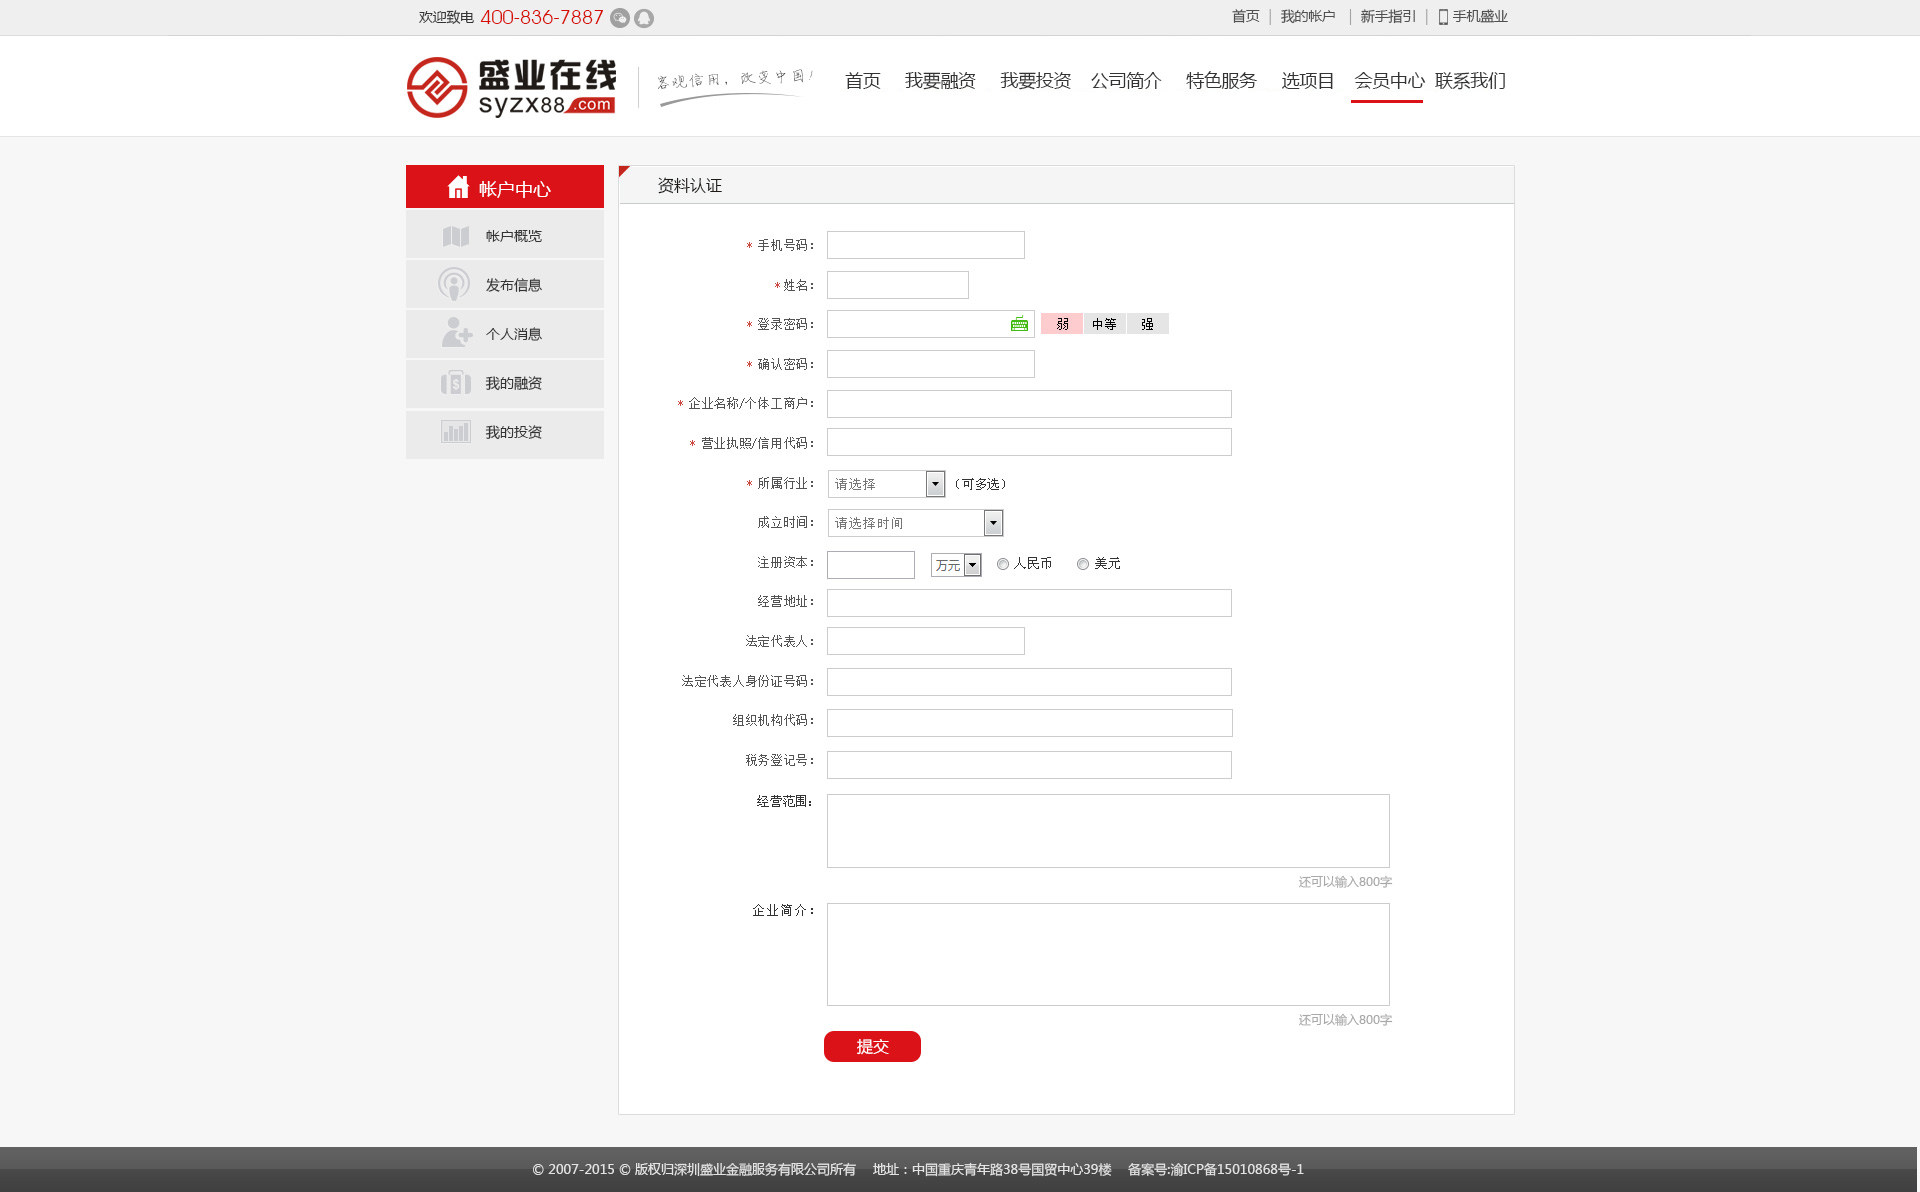 欢迎致电 400-836-7887
首页 | 我的帐户 | 新手指引 | 手机盛业
盛业在线
syzx88.com
客观信用，改变中国！
首页 我要融资 我要投资 公司简介 特色服务 选项目 会员中心 联系我们
帐户中心
帐户概览
发布信息
个人消息
我的融资
我的投资
资料认证
* 手机号码：
*姓名：
* 登录密码： 弱 中等 强
* 确认密码：
* 企业名称/个体工商户：
* 营业执照/信用代码：
* 所属行业： 请选择 （可多选）
成立时间： 请选择时间
注册资本： 万元 人民币 美元
经营地址：
法定代表人：
法定代表人身份证号码：
组织机构代码：
税务登记号：
经营范围：
还可以输入800字
企业简介：
还可以输入800字
提交
© 2007-2015 © 版权归深圳盛业金融服务有限公司所有 地址：中国重庆青年路38号国贸中心39楼 备案号:渝ICP备15010868号-1